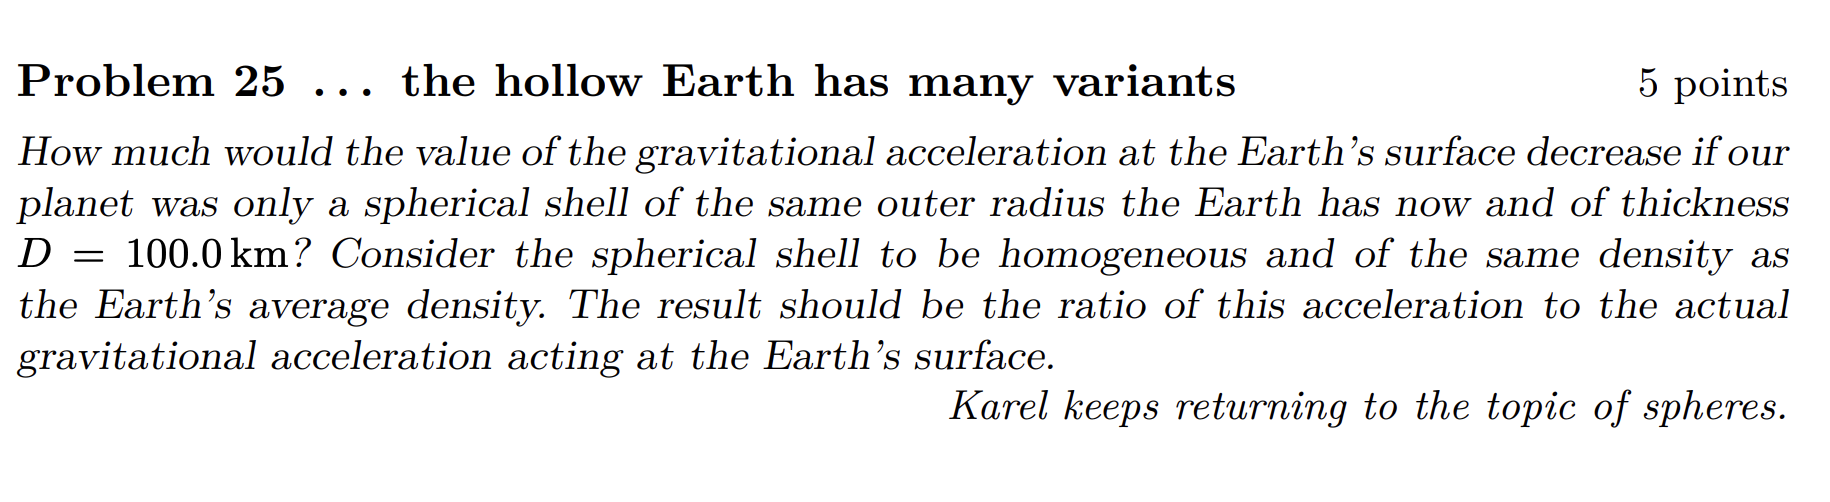 Problem 25 ... the hollow Earth has many variants 5 points
How much would the value of the gravitational acceleration at the Earth's surface decrease if our
planet was only a spherical shell of the same outer radius the Earth has now and of thickness
D = 100.0 km? Consider the spherical shell to be homogeneous and of the same density as
the Earth's average density. The result should be the ratio of this acceleration to the actual
gravitational acceleration acting at the Earth's surface.
Karel keeps returning to the topic of spheres.